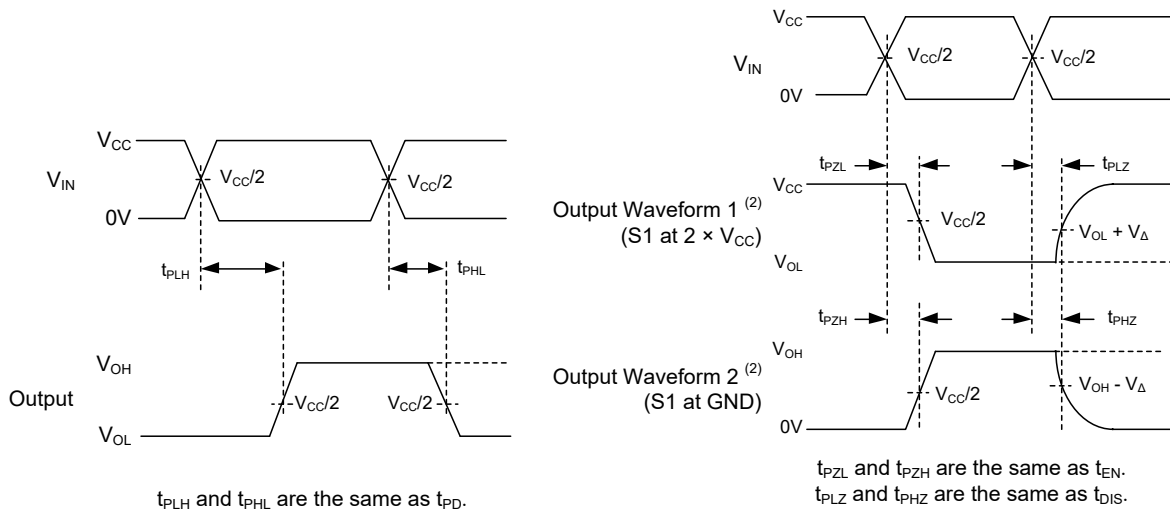 V_CC
V_IN
0V
V_CC/2
V_CC/2
t_PLH
t_PHL
V_OH
Output
V_OL
V_CC/2
V_CC/2
t_PLH and t_PHL are the same as t_PD.
V_CC
V_IN
0V
V_CC/2
V_CC/2
t_PZL
t_PLZ
V_CC
Output Waveform 1 (2)
(S1 at 2 × V_CC)
V_CC/2
V_OL + V_Δ
V_OL
t_PZH
t_PHZ
V_OH
Output Waveform 2 (2)
(S1 at GND)
V_CC/2
V_OH - V_Δ
0V
t_PZL and t_PZH are the same as t_EN.
t_PLZ and t_PHZ are the same as t_DIS.